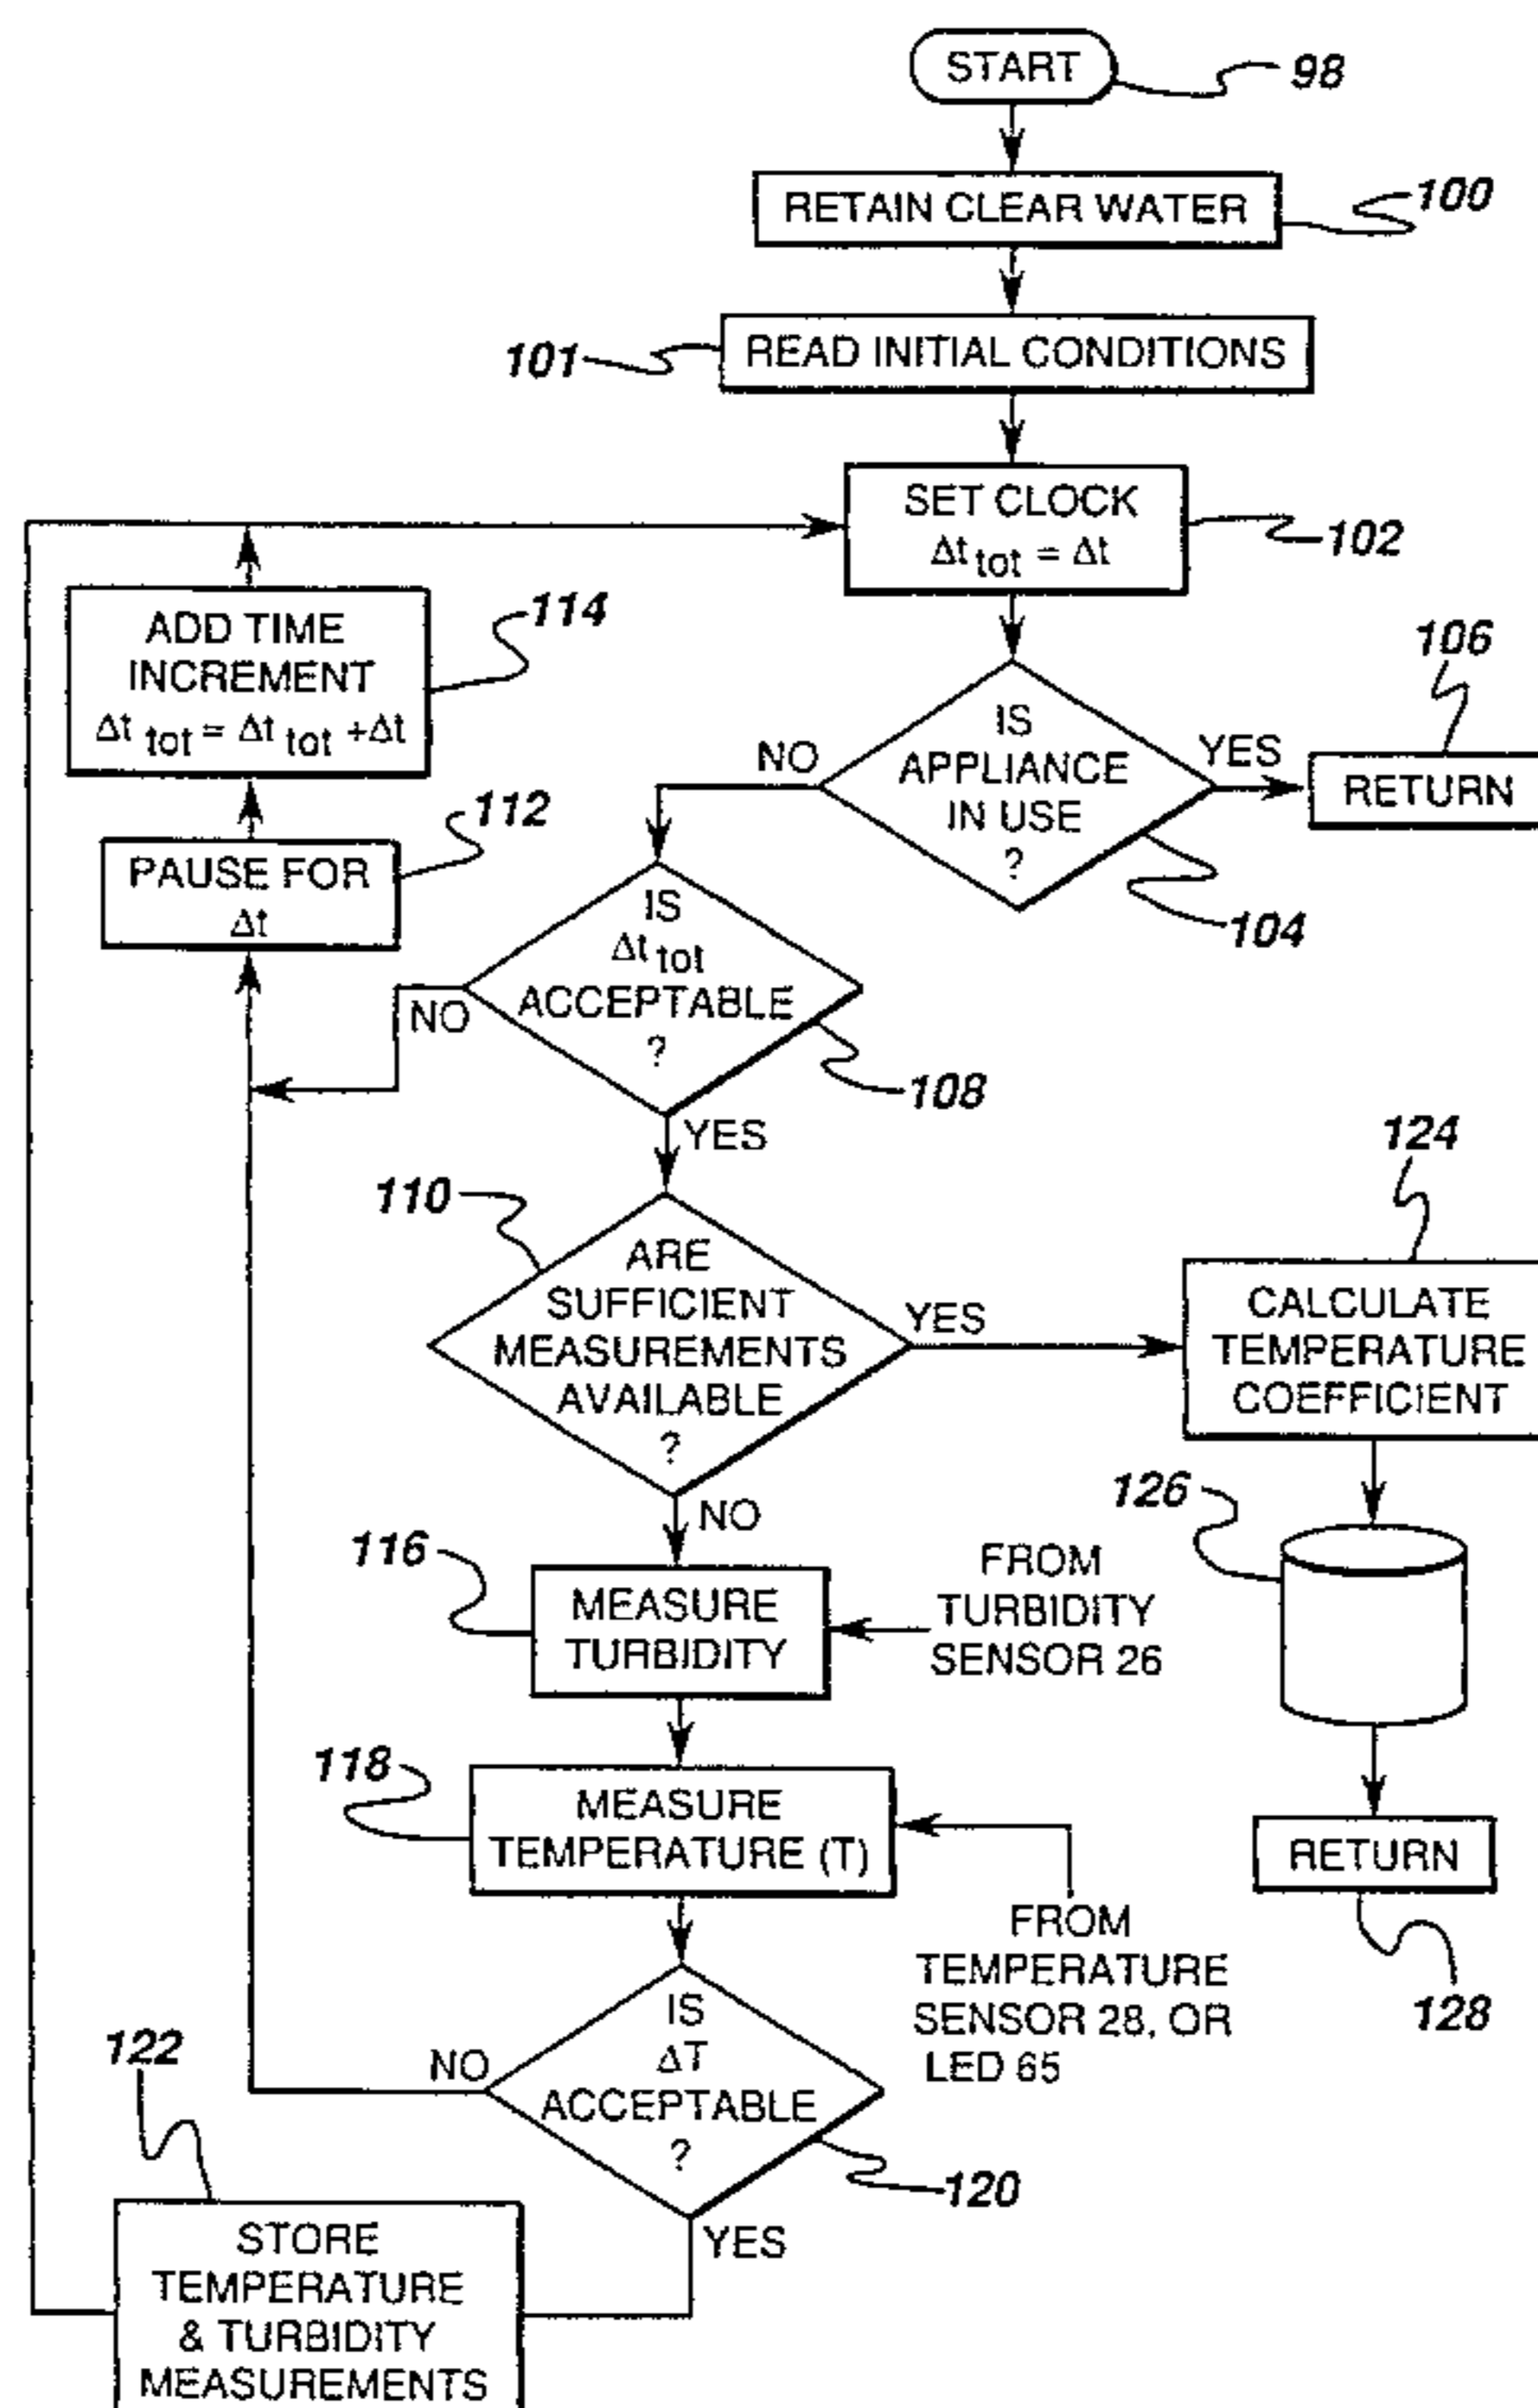 START
98
RETAIN CLEAR WATER
100
101
READ INITIAL CONDITIONS
SET CLOCK
Δt tot = Δt
102
ADD TIME
INCREMENT
Δt tot = Δt tot +Δt
114
106
IS
APPLIANCE
IN USE
?
NO
YES
RETURN
104
PAUSE FOR
Δt
112
IS
Δt tot
ACCEPTABLE
?
NO
108
YES
110
ARE
SUFFICIENT
MEASUREMENTS
AVAILABLE
?
YES
124
CALCULATE
TEMPERATURE
COEFFICIENT
NO
126
116
MEASURE
TURBIDITY
FROM
TURBIDITY
SENSOR 26
118
MEASURE
TEMPERATURE (T)
RETURN
128
FROM
TEMPERATURE
SENSOR 28, OR
LED 65
IS
ΔT
ACCEPTABLE
?
NO
120
YES
122
STORE
TEMPERATURE
& TURBIDITY
MEASUREMENTS